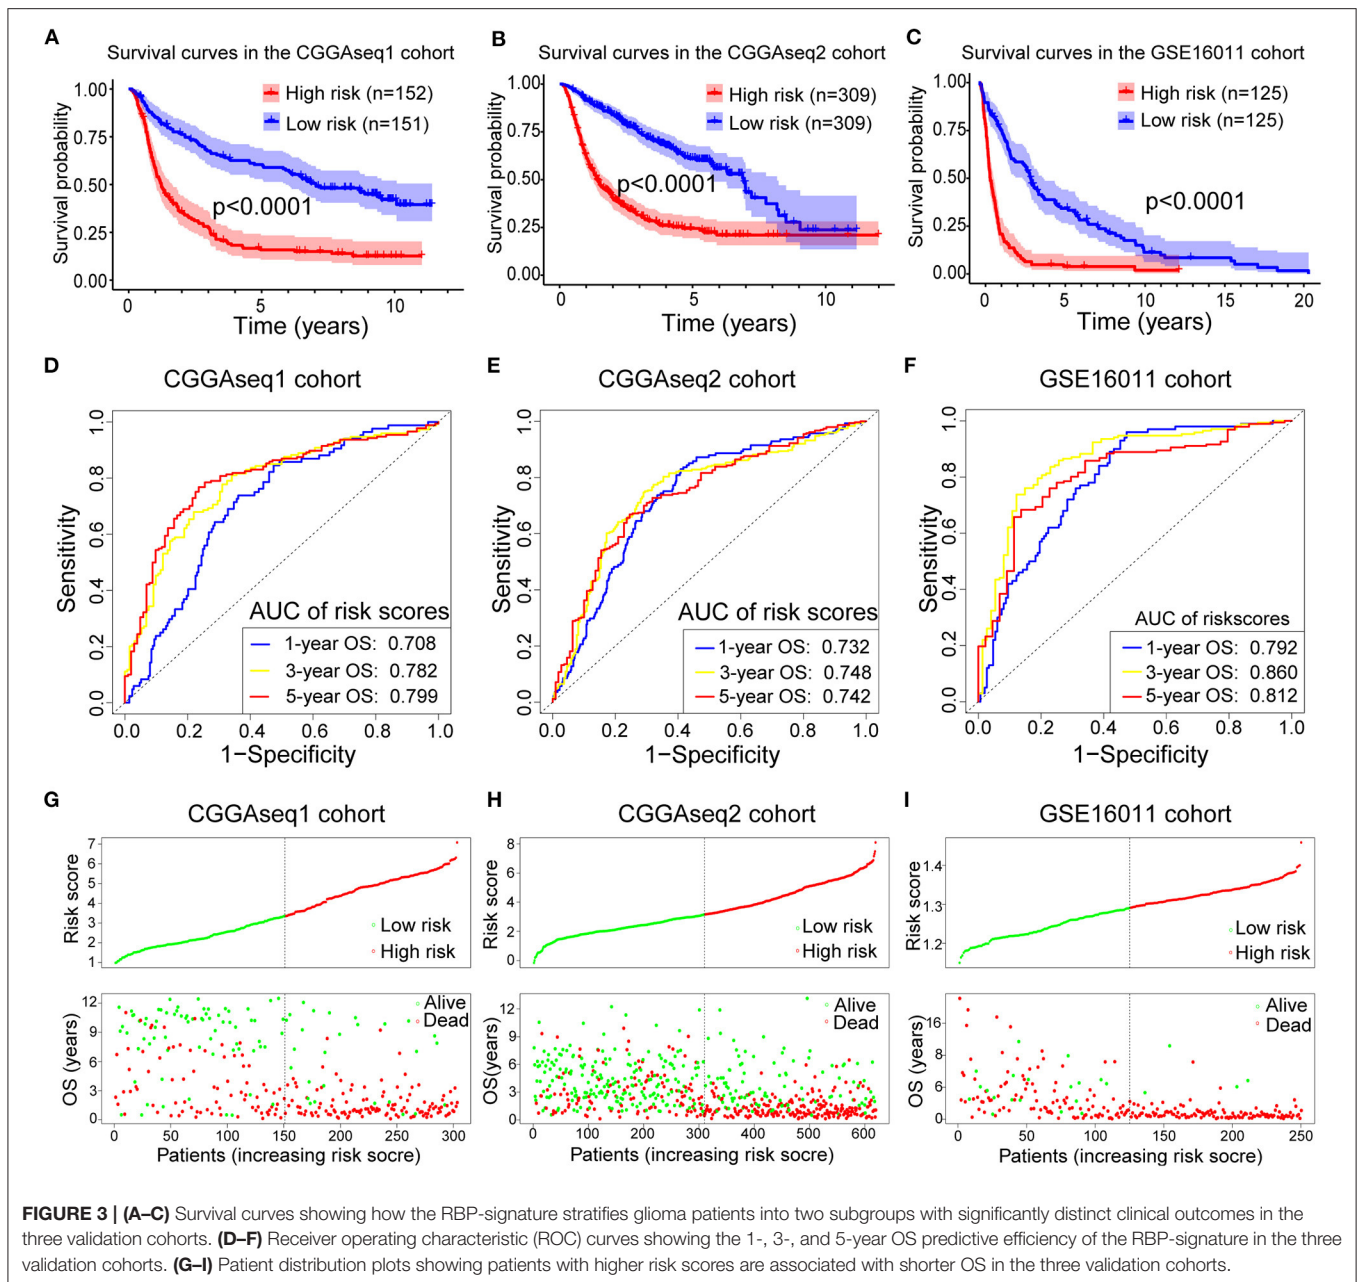 A
Survival curves in the CGGAseq1 cohort
Survival probability
1.00
0.75
0.50
0.25
0.00
High risk (n=152)
Low risk (n=151)
p<0.0001
0 5 10
Time (years)
B
Survival curves in the CGGAseq2 cohort
Survival probability
1.00
0.75
0.50
0.25
0.00
High risk (n=309)
Low risk (n=309)
p<0.0001
0 5 10
Time (years)
C
Survival curves in the GSE16011 cohort
Survival probability
1.00
0.75
0.50
0.25
0.00
High risk (n=125)
Low risk (n=125)
p<0.0001
0 5 10 15 20
Time (years)
D
CGGAseq1 cohort
Sensitivity
1.0
0.8
0.6
0.4
0.2
0.0
AUC of risk scores
1-year OS: 0.708
3-year OS: 0.782
5-year OS: 0.799
0.0 0.2 0.4 0.6 0.8 1.0
1−Specificity
E
CGGAseq2 cohort
Sensitivity
1.0
0.8
0.6
0.4
0.2
0.0
AUC of risk scores
1-year OS: 0.732
3-year OS: 0.748
5-year OS: 0.742
0.0 0.2 0.4 0.6 0.8 1.0
1−Specificity
F
GSE16011 cohort
Sensitivity
1.0
0.8
0.6
0.4
0.2
0.0
AUC of riskscores
1-year OS: 0.792
3-year OS: 0.860
5-year OS: 0.812
0.0 0.2 0.4 0.6 0.8 1.0
1−Specificity
G
CGGAseq1 cohort
Risk score
7
6
5
4
3
2
1
Low risk
High risk
OS (years)
12
9
6
3
0
Alive
Dead
0 50 100 150 200 250 300
Patients (increasing risk socre)
H
CGGAseq2 cohort
Risk score
8
6
4
2
0
Low risk
High risk
OS(years)
12
9
6
3
0
Alive
Dead
0 100 200 300 400 500 600
Patients (increasing risk socre)
I
GSE16011 cohort
Risk score
1.4
1.3
1.2
Low risk
High risk
OS (years)
16
8
6
0
Alive
Dead
0 50 100 150 200 250
Patients (increasing risk socre)
FIGURE 3 | (A–C) Survival curves showing how the RBP-signature stratifies glioma patients into two subgroups with significantly distinct clinical outcomes in the
three validation cohorts. (D–F) Receiver operating characteristic (ROC) curves showing the 1-, 3-, and 5-year OS predictive efficiency of the RBP-signature in the three
validation cohorts. (G–I) Patient distribution plots showing patients with higher risk scores are associated with shorter OS in the three validation cohorts.